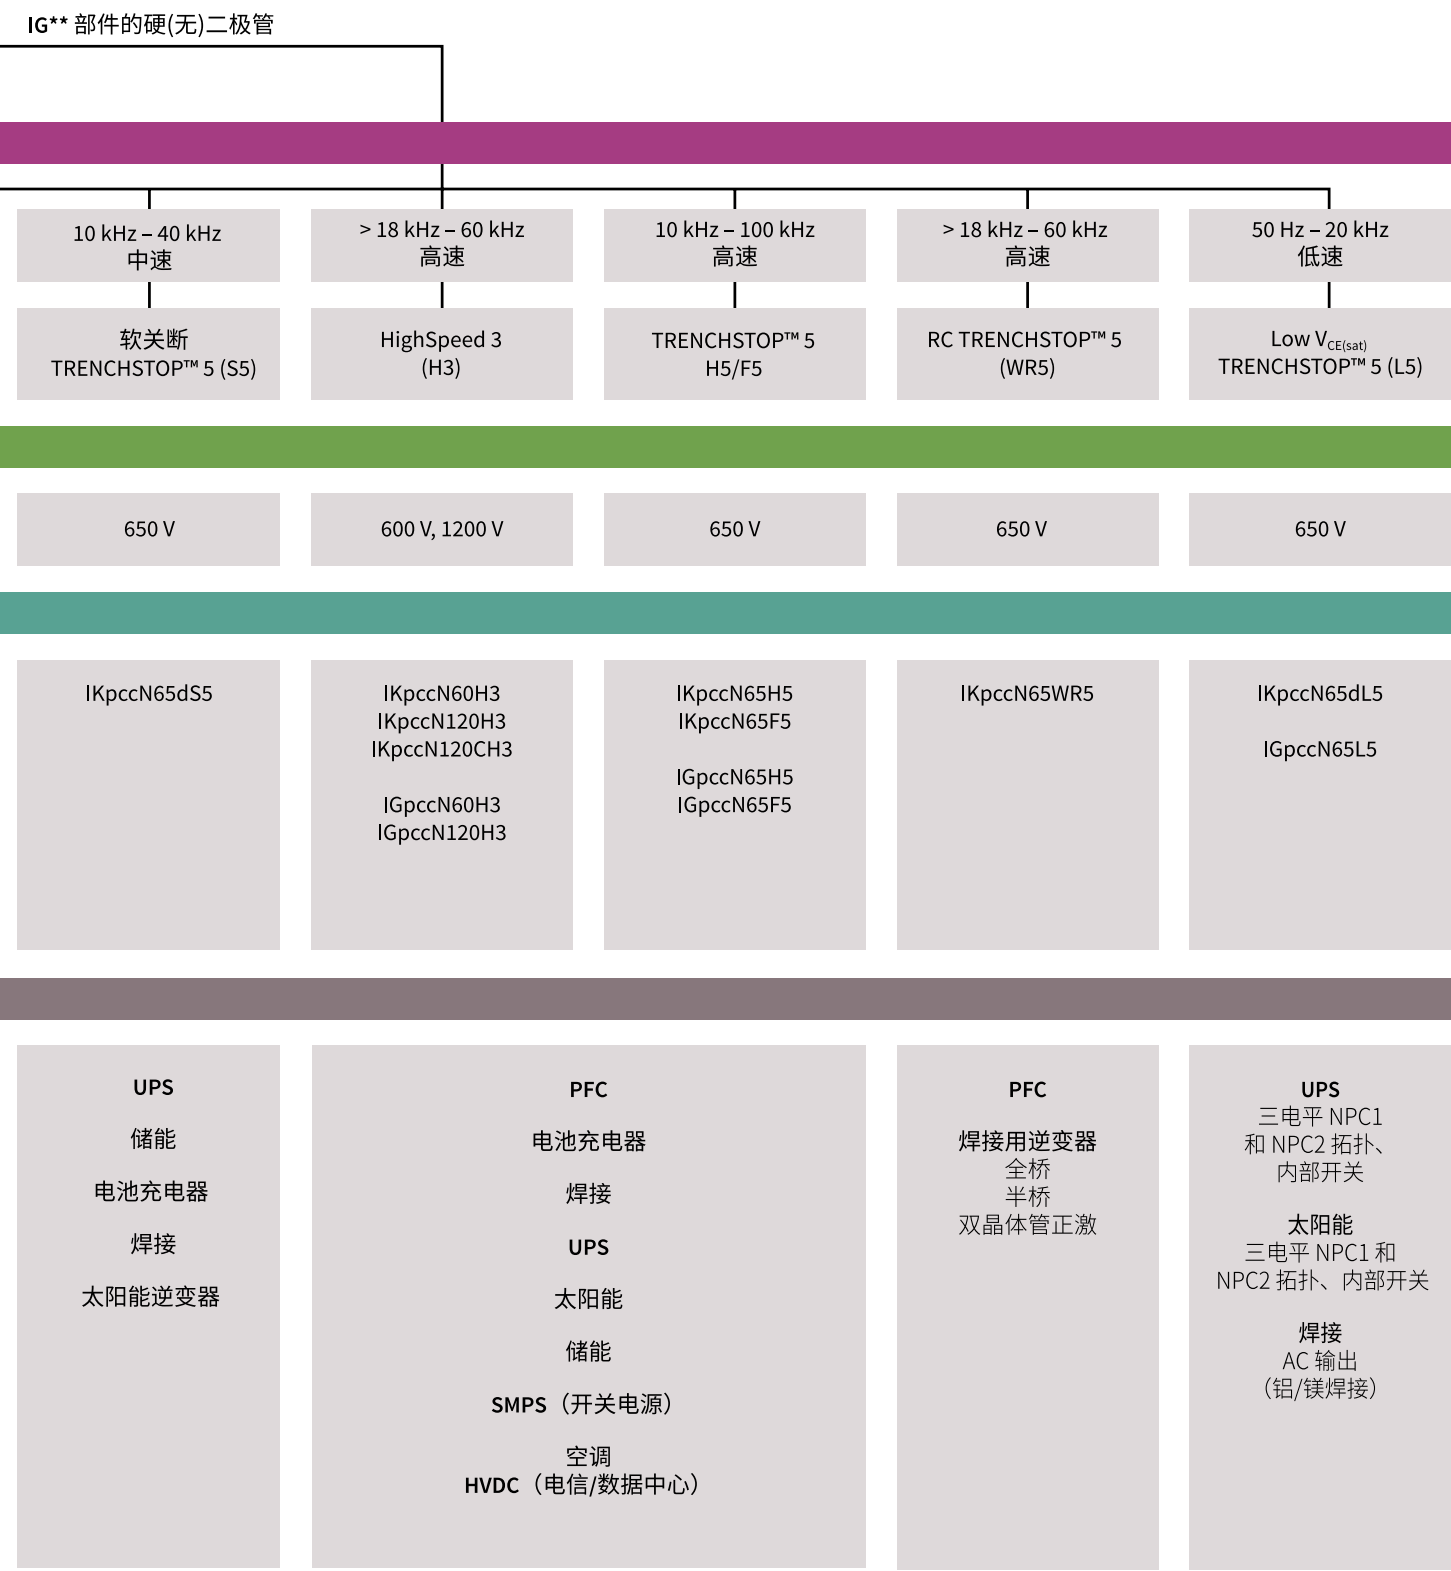 IG** 部件的硬(无)二极管
10 kHz – 40 kHz
中速
> 18 kHz – 60 kHz
高速
10 kHz – 100 kHz
高速
> 18 kHz – 60 kHz
高速
50 Hz – 20 kHz
低速
软关断
TRENCHSTOP™ 5 (S5)
HighSpeed 3
(H3)
TRENCHSTOP™ 5
H5/F5
RC TRENCHSTOP™ 5
(WR5)
Low VCE(sat)
TRENCHSTOP™ 5 (L5)
650 V
600 V, 1200 V
650 V
650 V
650 V
IKpccN65dS5
IKpccN60H3
IKpccN120H3
IKpccN120CH3
IGpccN60H3
IGpccN120H3
IKpccN65H5
IKpccN65F5
IGpccN65H5
IGpccN65F5
IKpccN65WR5
IKpccN65dL5
IGpccN65L5
UPS
储能
电池充电器
焊接
太阳能逆变器
PFC
电池充电器
焊接
UPS
太阳能
储能
SMPS（开关电源）
空调
HVDC（电信/数据中心）
PFC
焊接用逆变器
全桥
半桥
双晶体管正激
UPS
三电平 NPC1
和 NPC2 拓扑、
内部开关
太阳能
三电平 NPC1 和
NPC2 拓扑、内部开关
焊接
AC 输出
（铝/镁焊接）